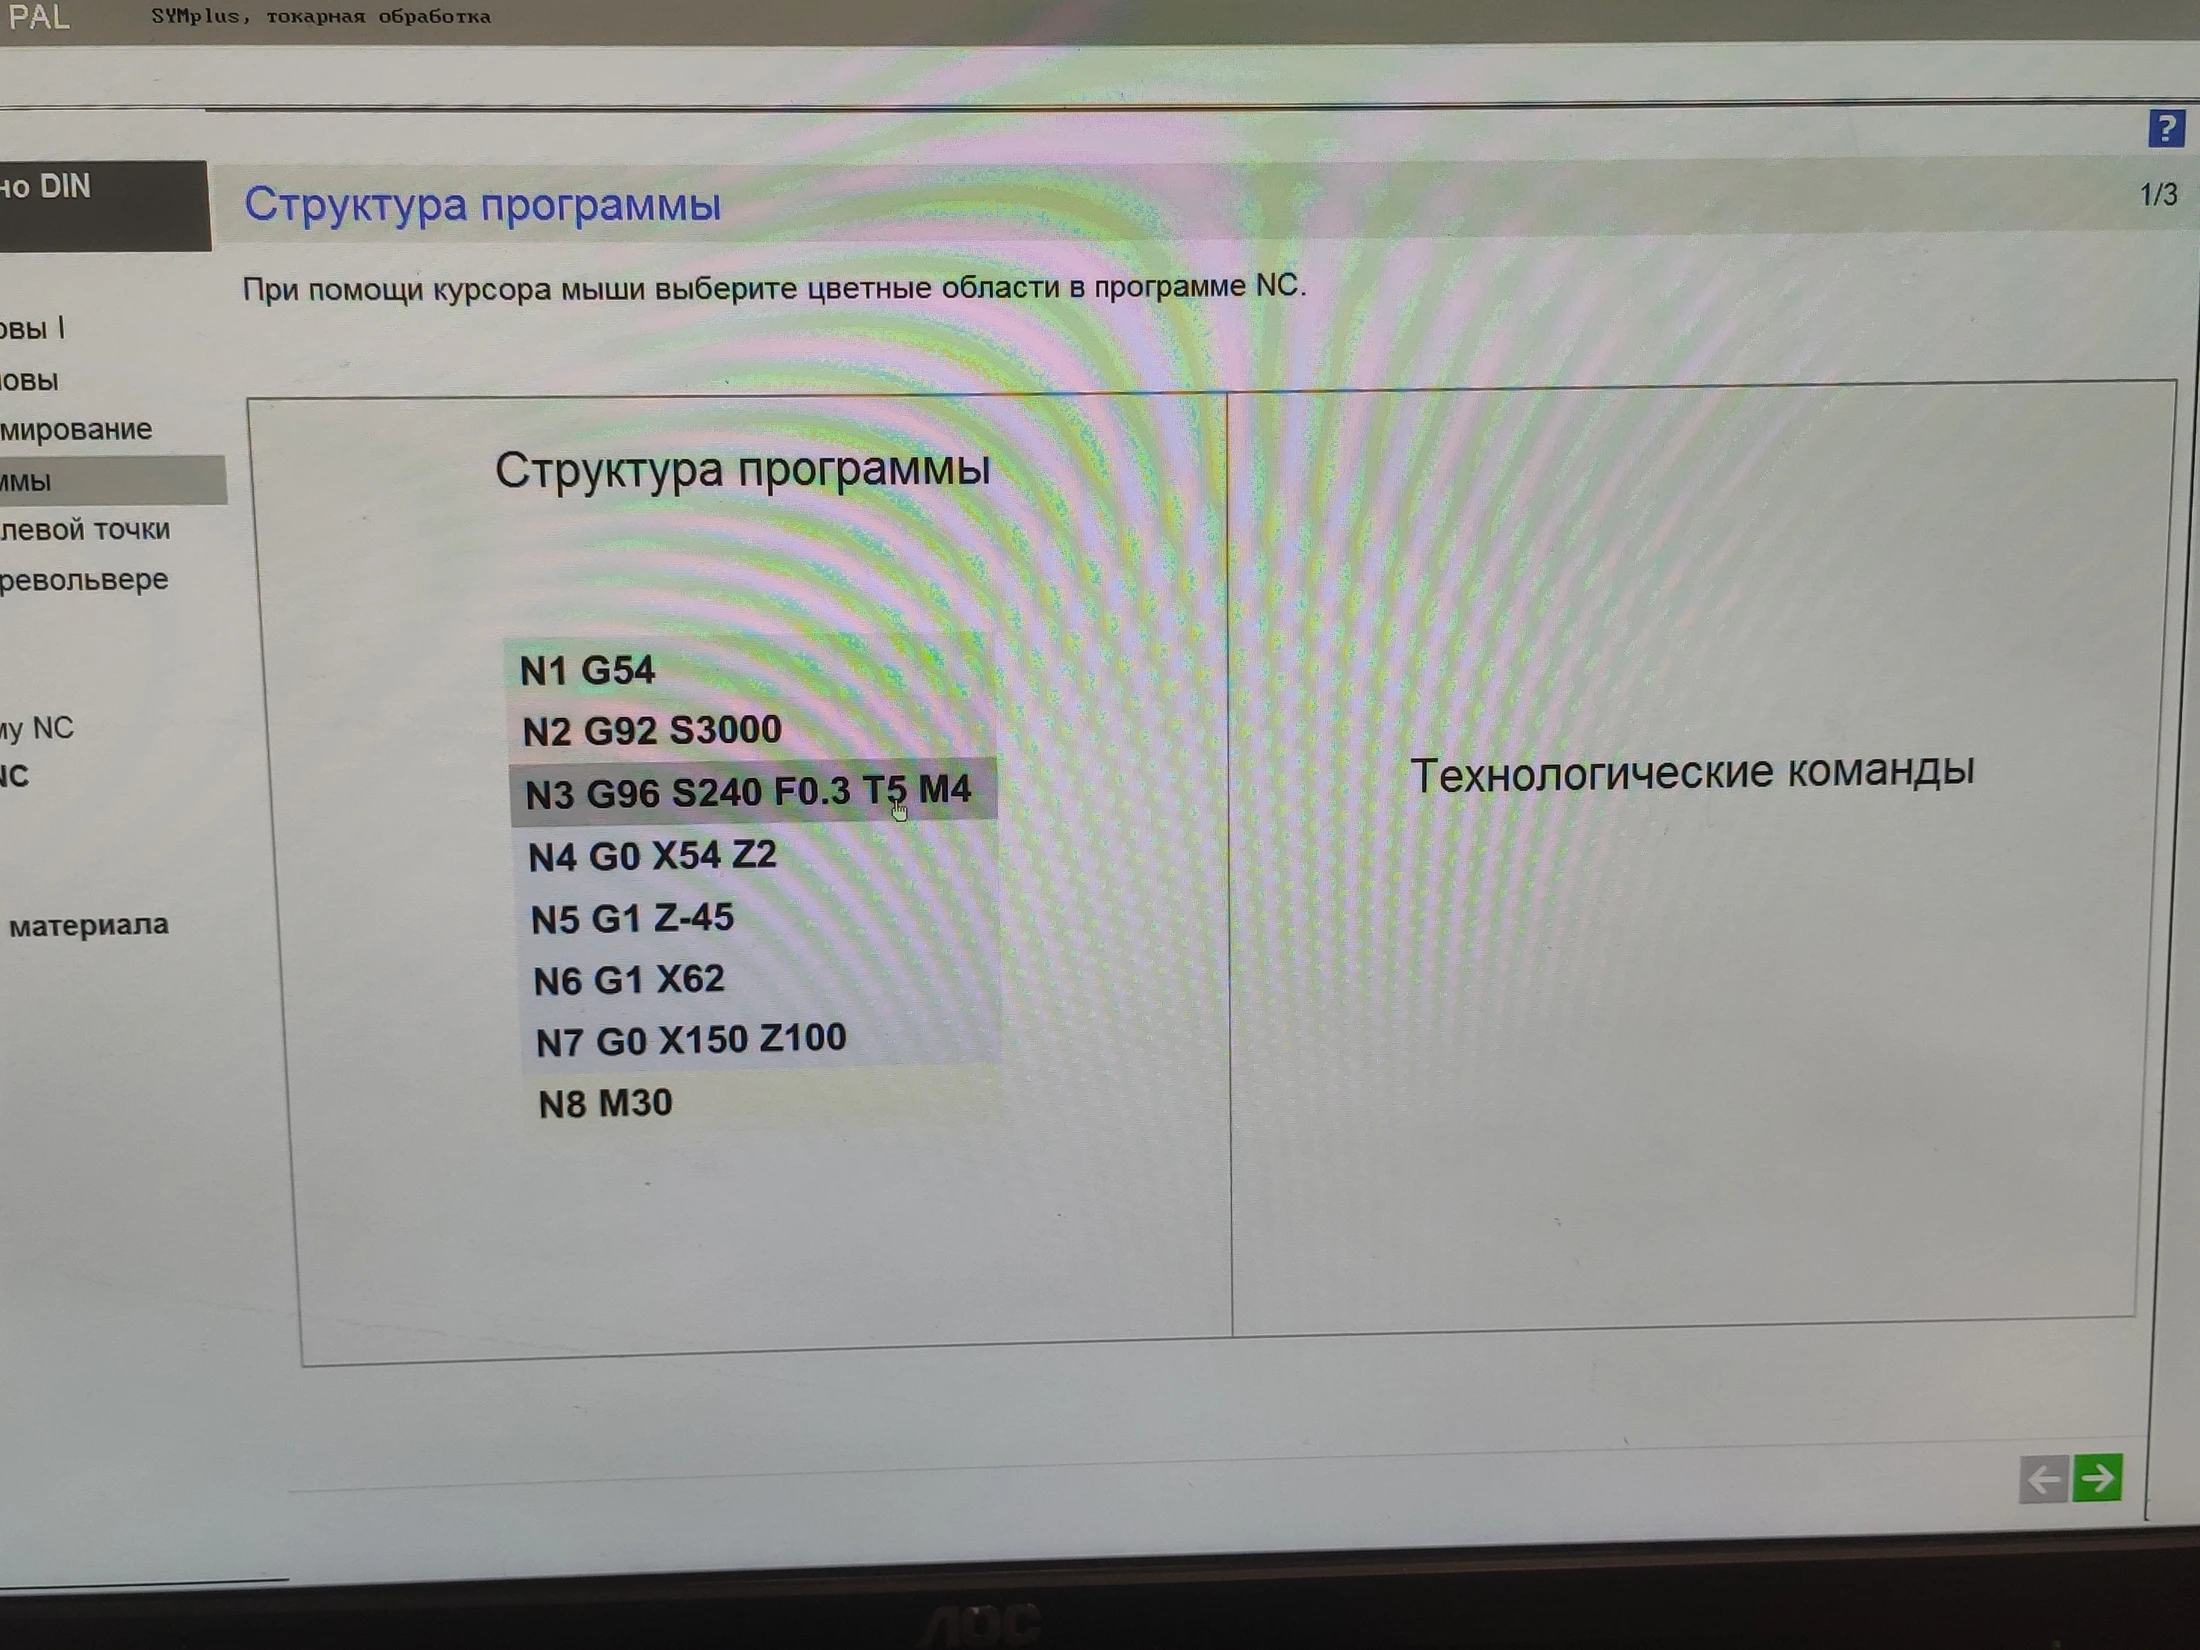 PAL
SYMplus, токарная обработка
?
но DIN
Структура программы
1/3
При помощи курсора мыши выберите цветные области в программе NC.
овы I
овы
мирование
ммы
левой точки
револьвере
му NC
NC
материала
Структура программы
N1 G54
N2 G92 S3000
N3 G96 S240 F0.3 T5 M4
N4 G0 X54 Z2
N5 G1 Z-45
N6 G1 X62
N7 G0 X150 Z100
N8 M30
Технологические команды
AOC